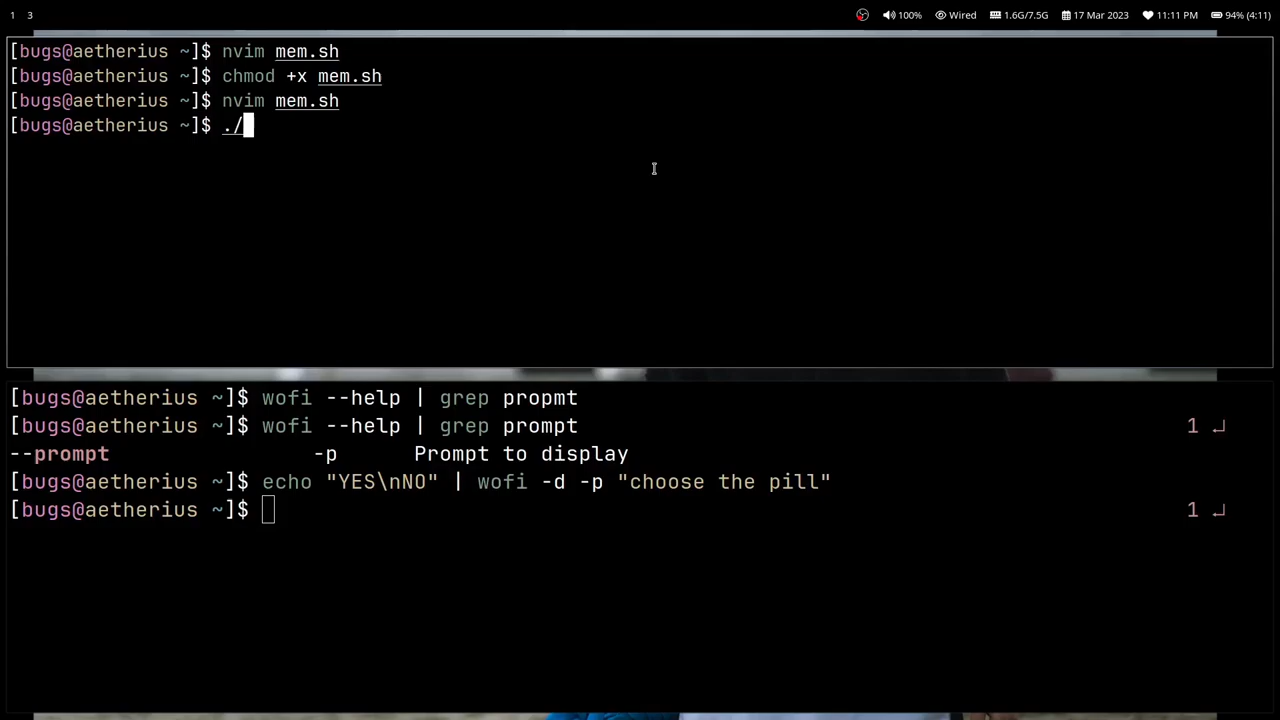 1 3 100% Wired 1.6G/7.5G 17 Mar 2023 11:11 PM 94% (4:11)
[bugs@aetherius ~]$ nvim mem.sh
[bugs@aetherius ~]$ chmod +x mem.sh
[bugs@aetherius ~]$ nvim mem.sh
[bugs@aetherius ~]$ ./
[bugs@aetherius ~]$ wofi --help | grep propmt
[bugs@aetherius ~]$ wofi --help | grep prompt 1 ↵
--prompt -p Prompt to display
[bugs@aetherius ~]$ echo "YES\nNO" | wofi -d -p "choose the pill"
[bugs@aetherius ~]$ 1 ↵